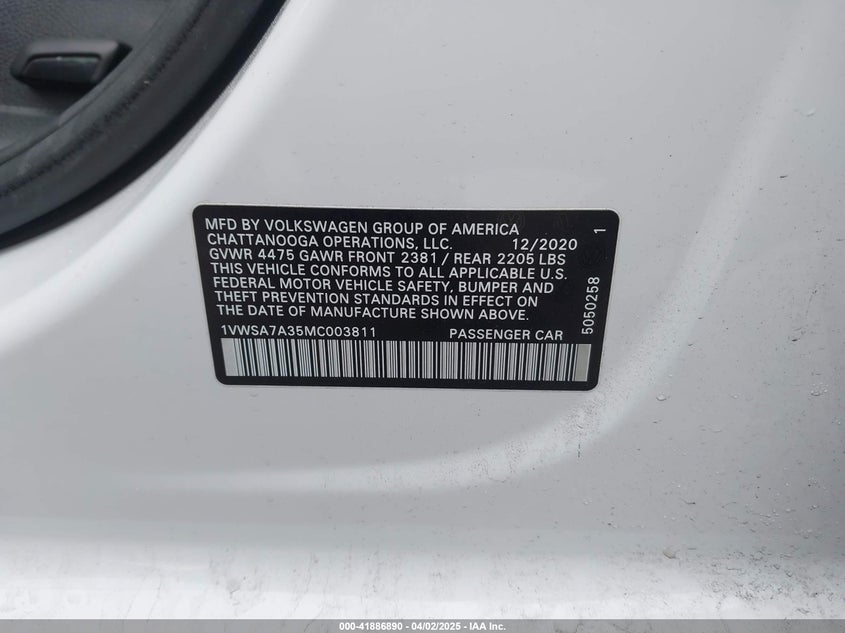 MFD BY VOLKSWAGEN GROUP OF AMERICA
CHATTANOOGA OPERATIONS, LLC. 12/2020
GVWR 4475 GAWR FRONT 2381 / REAR 2205 LBS
THIS VEHICLE CONFORMS TO ALL APPLICABLE U.S.
FEDERAL MOTOR VEHICLE SAFETY, BUMPER AND
THEFT PREVENTION STANDARDS IN EFFECT ON
THE DATE OF MANUFACTURE SHOWN ABOVE.
1VWSA7A35MC003811 PASSENGER CAR
5050258 1
000-41886890 - 04/02/2025 - IAA Inc.